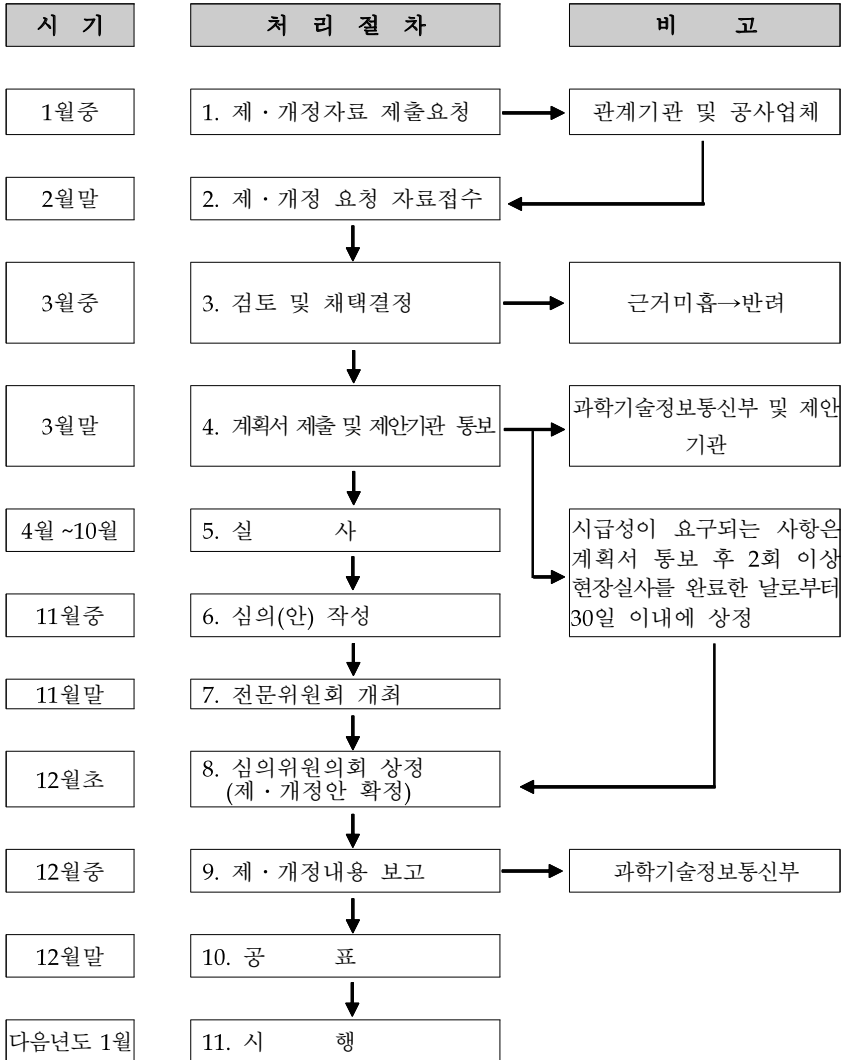 시 기
처 리 절 차
비 고
1월중
1. 제ㆍ개정자료 제출요청
관계기관 및 공사업체
2월말
2. 제ㆍ개정 요청 자료접수
3월중
3. 검토 및 채택결정
근거미흡→반려
3월말
4. 계획서 제출 및 제안기관 통보
과학기술정보통신부 및 제안
기관
4월 ~10월
5. 실 사
시급성이 요구되는 사항은
계획서 통보 후 2회 이상
현장실사를 완료한 날로부터
30일 이내에 상정
11월중
6. 심의(안) 작성
11월말
7. 전문위원회 개최
12월초
8. 심의위원의회 상정
(제ㆍ개정안 확정)
12월중
9. 제ㆍ개정내용 보고
과학기술정보통신부
12월말
10. 공 표
다음년도 1월
11. 시 행